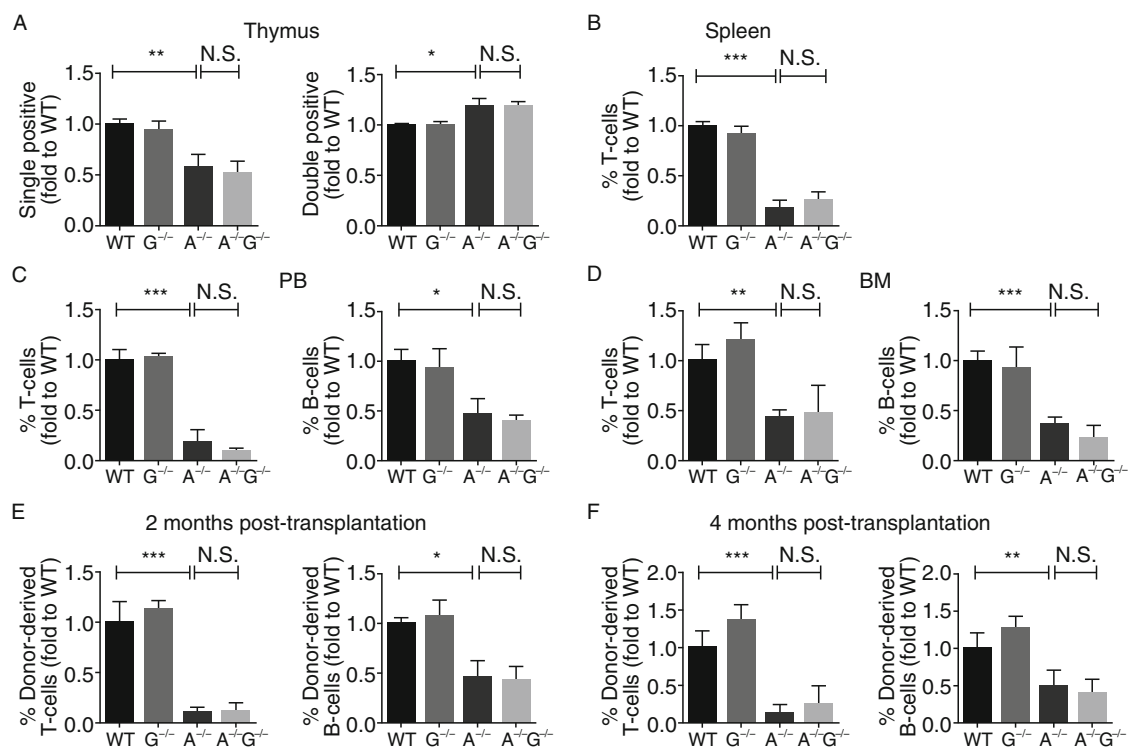 A
Thymus
**
N.S.
Single positive
(fold to WT)
1.5
1.0
0.5
0.0
WT G⁻/⁻ A⁻/⁻ A⁻/⁻G⁻/⁻
*
N.S.
Double positive
(fold to WT)
1.5
1.0
0.5
0.0
WT G⁻/⁻ A⁻/⁻ A⁻/⁻G⁻/⁻
B
Spleen
***
N.S.
% T-cells
(fold to WT)
1.5
1.0
0.5
0.0
WT G⁻/⁻ A⁻/⁻ A⁻/⁻G⁻/⁻
C
PB
***
N.S.
% T-cells
(fold to WT)
1.5
1.0
0.5
0.0
WT G⁻/⁻ A⁻/⁻ A⁻/⁻G⁻/⁻
*
N.S.
% B-cells
(fold to WT)
1.5
1.0
0.5
0.0
WT G⁻/⁻ A⁻/⁻ A⁻/⁻G⁻/⁻
D
BM
**
N.S.
% T-cells
(fold to WT)
1.5
1.0
0.5
0.0
WT G⁻/⁻ A⁻/⁻ A⁻/⁻G⁻/⁻
***
N.S.
% B-cells
(fold to WT)
1.5
1.0
0.5
0.0
WT G⁻/⁻ A⁻/⁻ A⁻/⁻G⁻/⁻
E
2 months post-transplantation
***
N.S.
% Donor-derived
T-cells (fold to WT)
1.5
1.0
0.5
0.0
WT G⁻/⁻ A⁻/⁻ A⁻/⁻G⁻/⁻
*
N.S.
% Donor-derived
B-cells (fold to WT)
1.5
1.0
0.5
0.0
WT G⁻/⁻ A⁻/⁻ A⁻/⁻G⁻/⁻
F
4 months post-transplantation
***
N.S.
% Donor-derived
T-cells (fold to WT)
2.0
1.5
1.0
0.5
0.0
WT G⁻/⁻ A⁻/⁻ A⁻/⁻G⁻/⁻
**
N.S.
% Donor-derived
B-cells (fold to WT)
2.0
1.5
1.0
0.5
0.0
WT G⁻/⁻ A⁻/⁻ A⁻/⁻G⁻/⁻